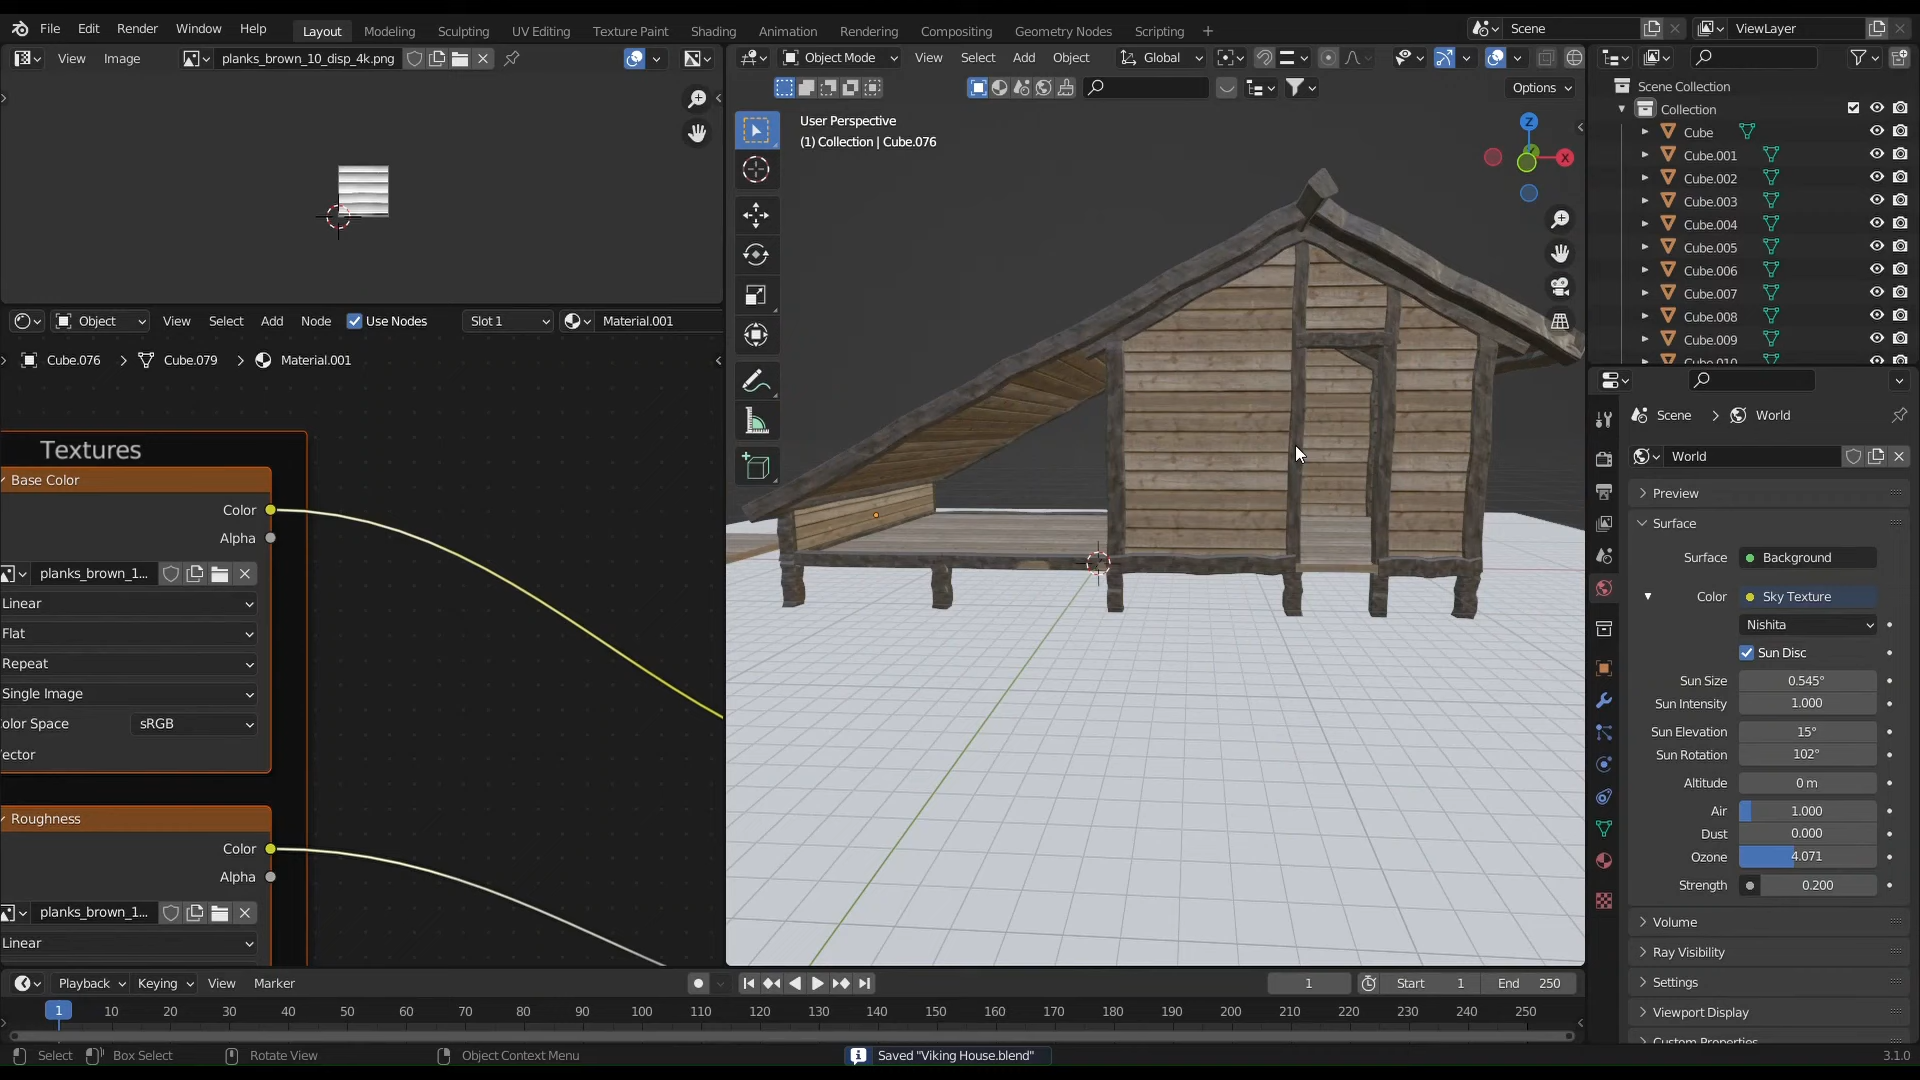 File Edit Render Window Help
Layout Modeling Sculpting UV Editing Texture Paint Shading Animation Rendering Compositing Geometry Nodes Scripting +
Scene
ViewLayer
View Image
planks_brown_10_disp_4k.png
Object Mode
View Select Add Object
Global
Options
User Perspective
(1) Collection | Cube.076
Z
X
Object
View Select Add Node
Use Nodes
Slot 1
Material.001
Cube.076 > Cube.079 > Material.001
Textures
Base Color
Color
Alpha
planks_brown_1...
Linear
Flat
Repeat
Single Image
olor Space
sRGB
ector
Roughness
Color
Alpha
planks_brown_1...
Linear
Scene Collection
Collection
Cube
Cube.001
Cube.002
Cube.003
Cube.004
Cube.005
Cube.006
Cube.007
Cube.008
Cube.009
Cube.010
Scene > World
World
Preview
Surface
Surface Background
Color Sky Texture
Nishita
Sun Disc
Sun Size 0.545°
Sun Intensity 1.000
Sun Elevation 15°
Sun Rotation 102°
Altitude 0 m
Air 1.000
Dust 0.000
Ozone 4.071
Strength 0.200
Volume
Ray Visibility
Settings
Viewport Display
Custom Properties
Playback Keying View Marker
1
Start 1
End 250
1 10 20 30 40 50 60 70 80 90 100 110 120 130 140 150 160 170 180 190 200 210 220 230 240 250
Select Box Select Rotate View Object Context Menu
Saved "Viking House.blend"
3.1.0